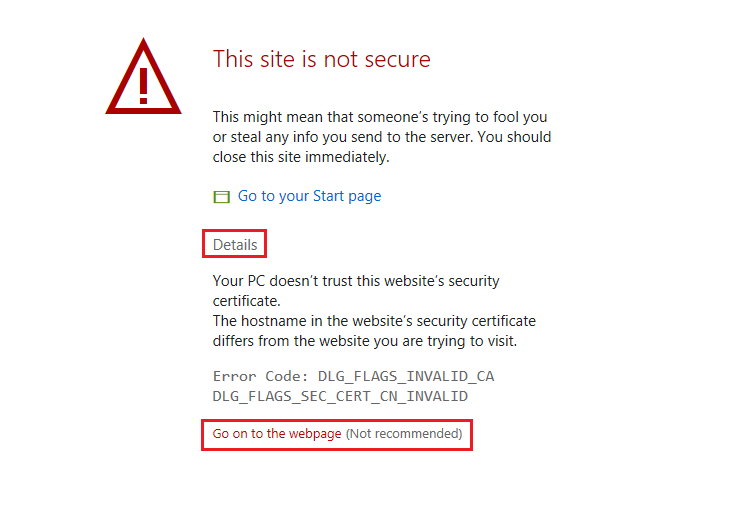 This site is not secure
This might mean that someone’s trying to fool you
or steal any info you send to the server. You should
close this site immediately.
Go to your Start page
Details
Your PC doesn’t trust this website’s security
certificate.
The hostname in the website’s security certificate
differs from the website you are trying to visit.
Error Code: DLG_FLAGS_INVALID_CA
DLG_FLAGS_SEC_CERT_CN_INVALID
Go on to the webpage (Not recommended)